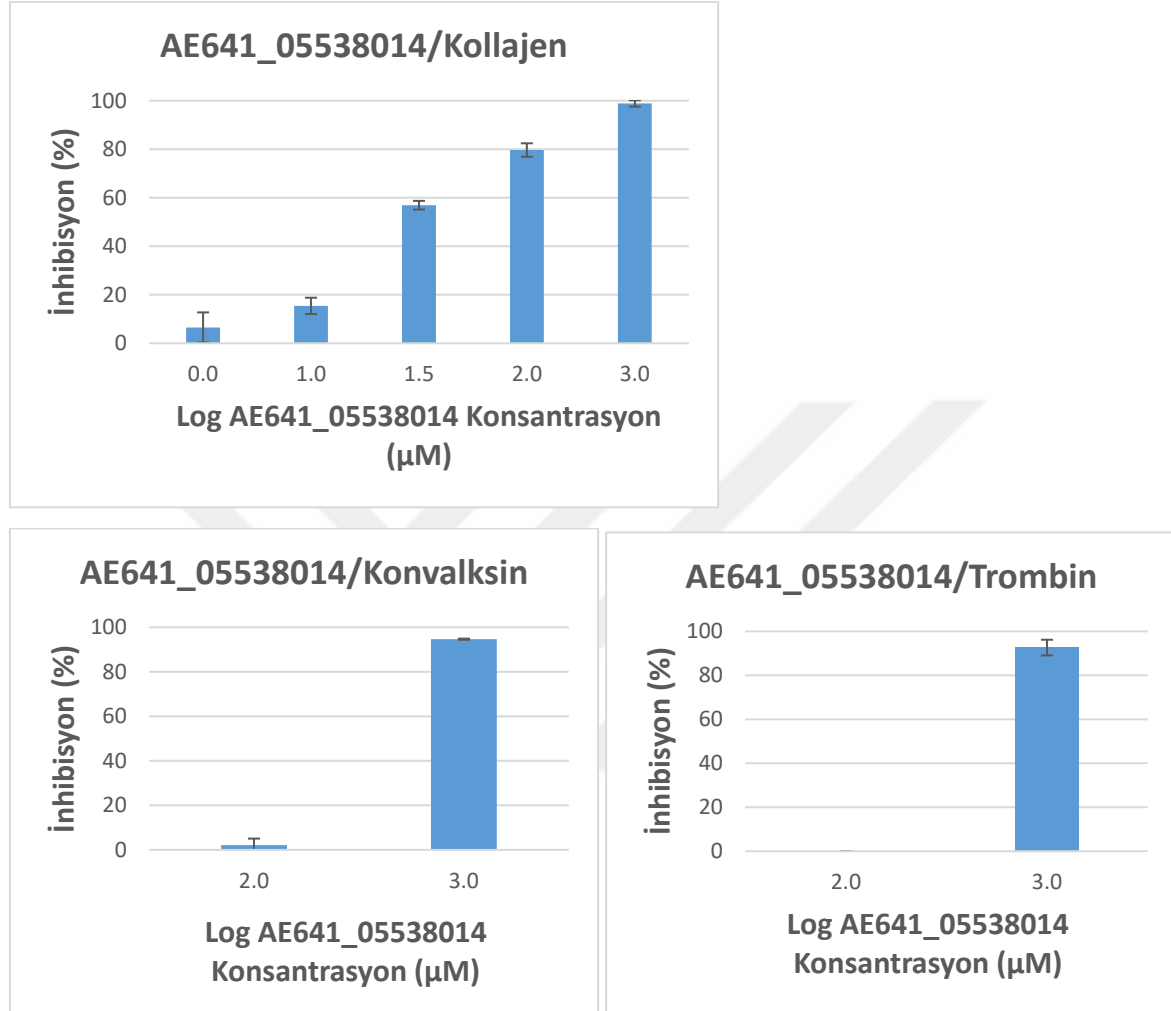 AE641_05538014/Kollajen
İnhibisyon (%)
100
80
60
40
20
0
0.0 1.0 1.5 2.0 3.0
Log AE641_05538014 Konsantrasyon
(µM)
AE641_05538014/Konvalksin
İnhibisyon (%)
100
80
60
40
20
0
2.0 3.0
Log AE641_05538014
Konsantrasyon (µM)
AE641_05538014/Trombin
İnhibisyon (%)
100
80
60
40
20
0
2.0 3.0
Log AE641_05538014
Konsantrasyon (µM)